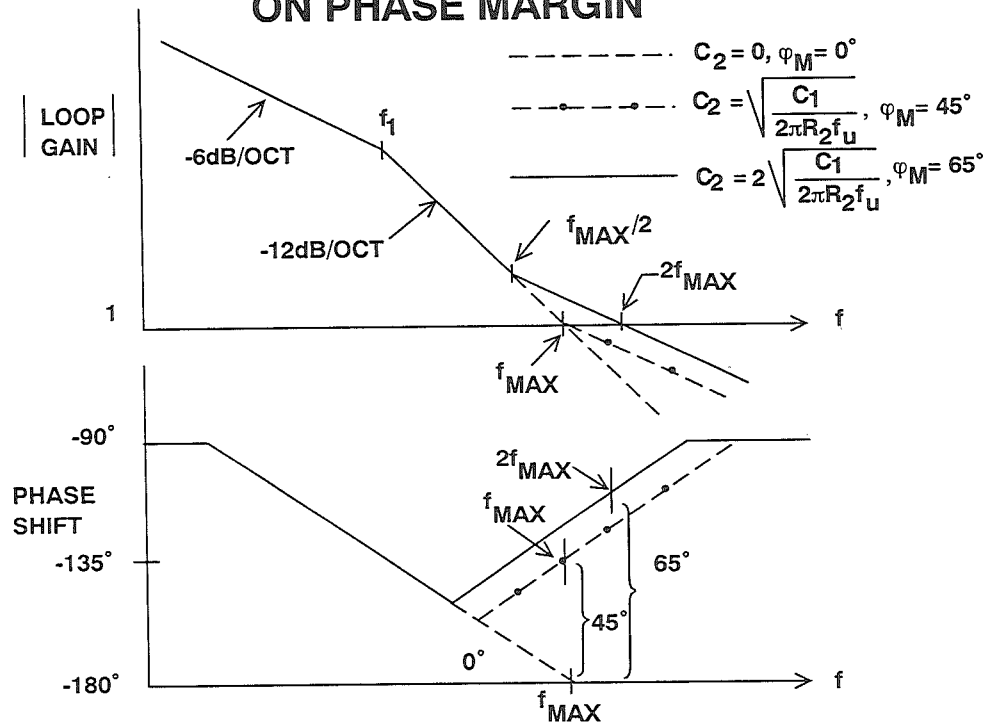 ON PHASE MARGIN
C₂ = 0, φM = 0°
C₂ = √(C₁ / 2πR₂fu), φM = 45°
C₂ = 2√(C₁ / 2πR₂fu), φM = 65°
LOOP
GAIN
-6dB/OCT
f₁
-12dB/OCT
fMAX/2
2fMAX
1
f
fMAX
-90°
2fMAX
fMAX
PHASE
SHIFT
-135°
65°
45°
0°
-180°
f
fMAX